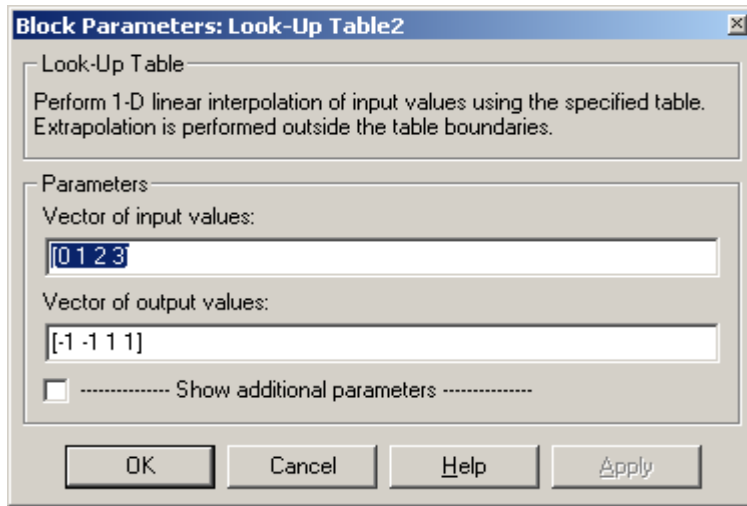 Block Parameters: Look-Up Table2
Look-Up Table
Perform 1-D linear interpolation of input values using the specified table.
Extrapolation is performed outside the table boundaries.
Parameters
Vector of input values:
[0 1 2 3]
Vector of output values:
[-1 -1 1 1]
--------------- Show additional parameters ---------------
OK Cancel Help Apply